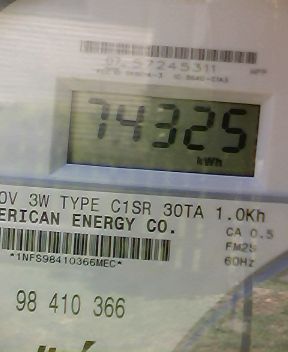 57245311
74325
kWh
0V 3W TYPE C1SR 30TA 1.0Kh
ERICAN ENERGY CO.
CA 0.5
FM2S
60Hz
*1NFS98410366MEC*
98 410 366